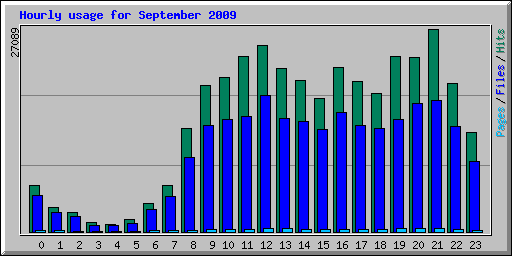 Hourly usage for September 2009
27089
Pages / Files / Hits
0 1 2 3 4 5 6 7 8 9 10 11 12 13 14 15 16 17 18 19 20 21 22 23